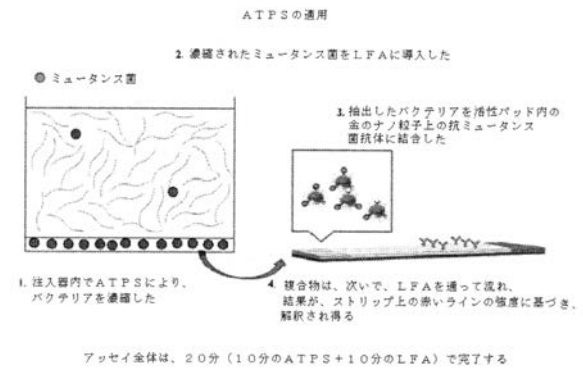 ATPSの適用
2. 濃縮されたミュータンス菌をLFAに導入した
ミュータンス菌
3. 抽出したバクテリアを活性パッド内の
金のナノ粒子上の抗ミュータンス
菌抗体に結合した
1. 注入器内でATPSにより、
バクテリアを濃縮した
4. 複合物は、次いで、LFAを通って流れ、
結果が、ストリップ上の赤いラインの強度に基づき、
解釈され得る
アッセイ全体は、20分（10分のATPS+10分のLFA）で完了する